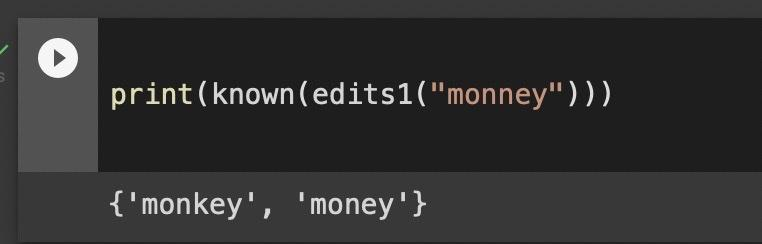 print(known(edits1("monney")))
{'monkey', 'money'}